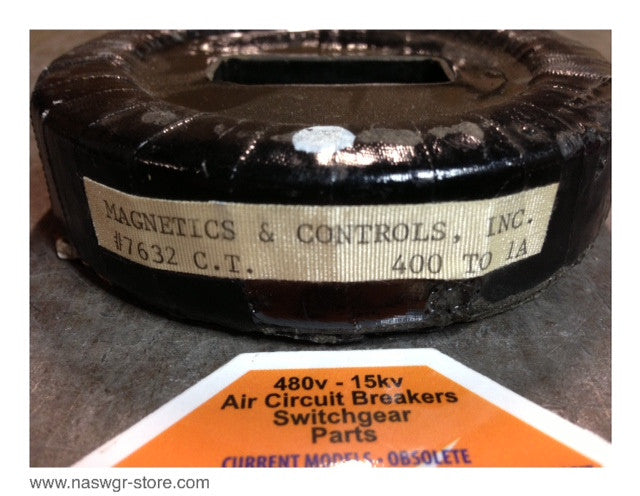 MAGNETICS & CONTROLS, INC.
#7632 C.T. 400 TO 1A
480v - 15kv
Air Circuit Breakers
Switchgear
Parts
CURRENT MODELS • OBSOLETE
www.naswgr-store.com